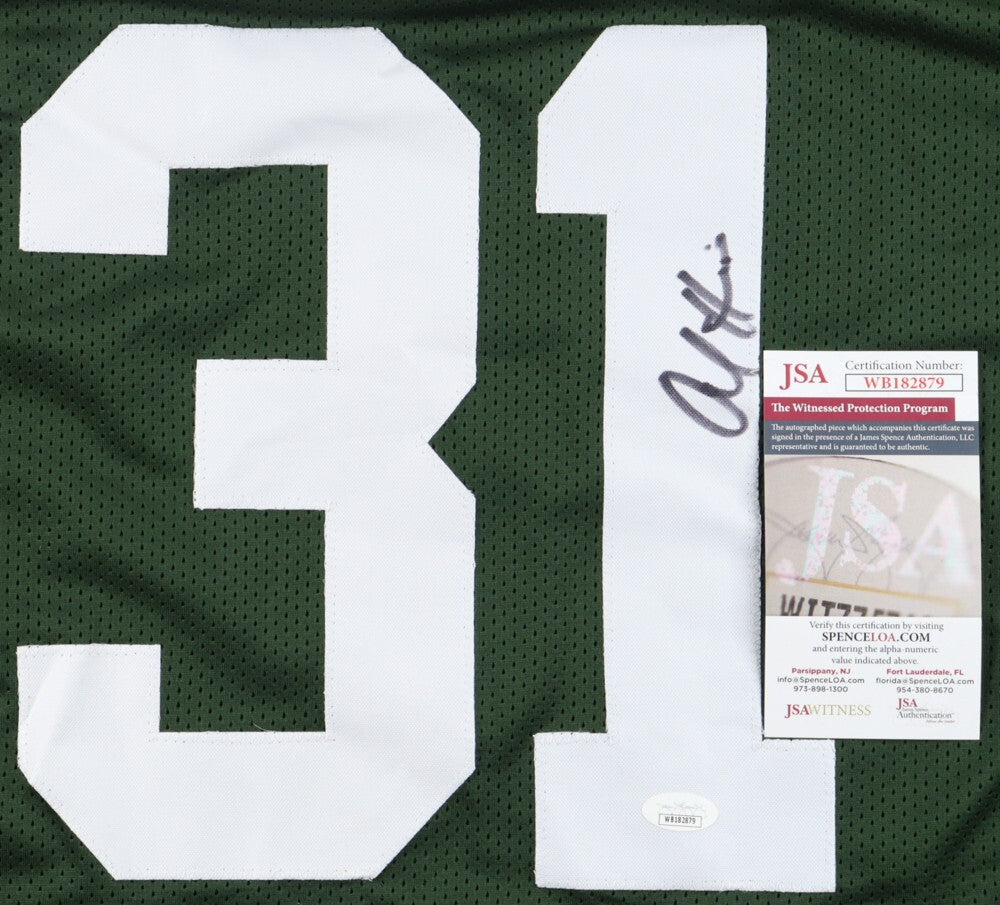 31
JSA
Certification Number:
WB182879
The Witnessed Protection Program
The autographed piece which accompanies this certificate was
signed in the presence of a James Spence Authentication, LLC
representative and is guaranteed to be authentic.
JSA
Verify this certification by visiting
SPENCELOA.COM
and entering the alpha-numeric
value indicated above.
Parsippany, NJ
info@SpenceLOA.com
973-898-1300
Fort Lauderdale, FL
florida@SpenceLOA.com
954-380-8670
JSAWITNESS
JSA
Authentication
WB182879